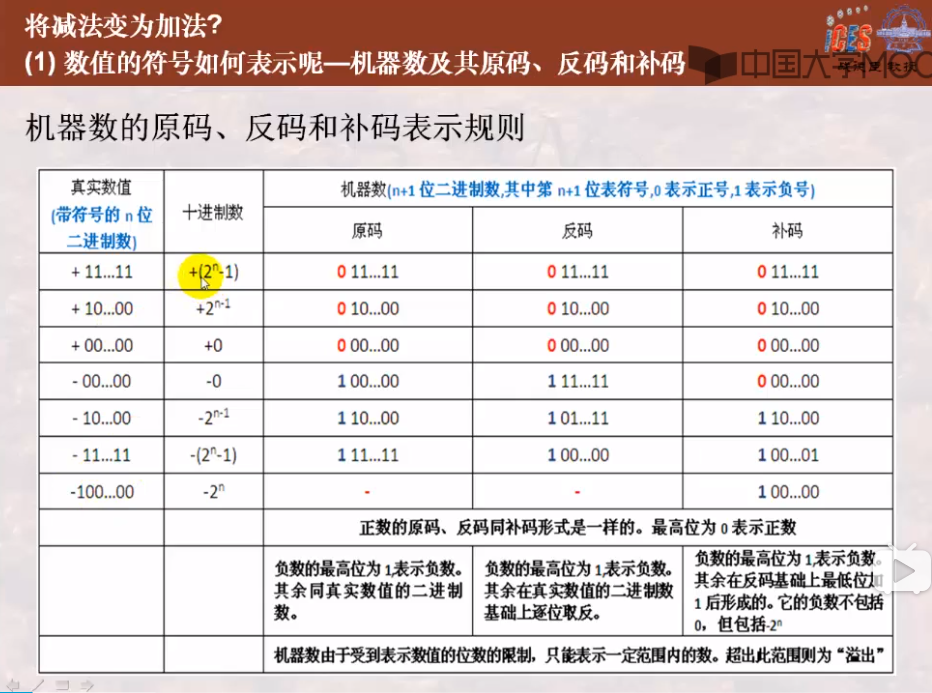 将减法变为加法?
(1) 数值的符号如何表示呢—机器数及其原码、反码和补码
iCES
中国大学MOOC
机器数的原码、反码和补码表示规则
真实数值
(带符号的 n 位
二进制数)
十进制数
机器数(n+1 位二进制数,其中第 n+1 位表符号,0 表示正号,1 表示负号)
原码
反码
补码
+ 11...11
+(2ⁿ-1)
0 11...11
0 11...11
0 11...11
+ 10...00
+2ⁿ⁻¹
0 10...00
0 10...00
0 10...00
+ 00...00
+0
0 00...00
0 00...00
0 00...00
- 00...00
-0
1 00...00
1 11...11
0 00...00
- 10...00
-2ⁿ⁻¹
1 10...00
1 01...11
1 10...00
- 11...11
-(2ⁿ-1)
1 11...11
1 00...00
1 00...01
-100...00
-2ⁿ
-
-
1 00...00
正数的原码、反码同补码形式是一样的。最高位为 0 表示正数
负数的最高位为 1,表示负数。
其余同真实数值的二进制
数。
负数的最高位为 1,表示负数。
其余在真实数值的二进制数
基础上逐位取反。
负数的最高位为 1,表示负数。
其余在反码基础上最低位加
1 后形成的。它的负数不包括
0，但包括-2ⁿ
机器数由于受到表示数值的位数的限制，只能表示一定范围内的数。超出此范围则为“溢出”